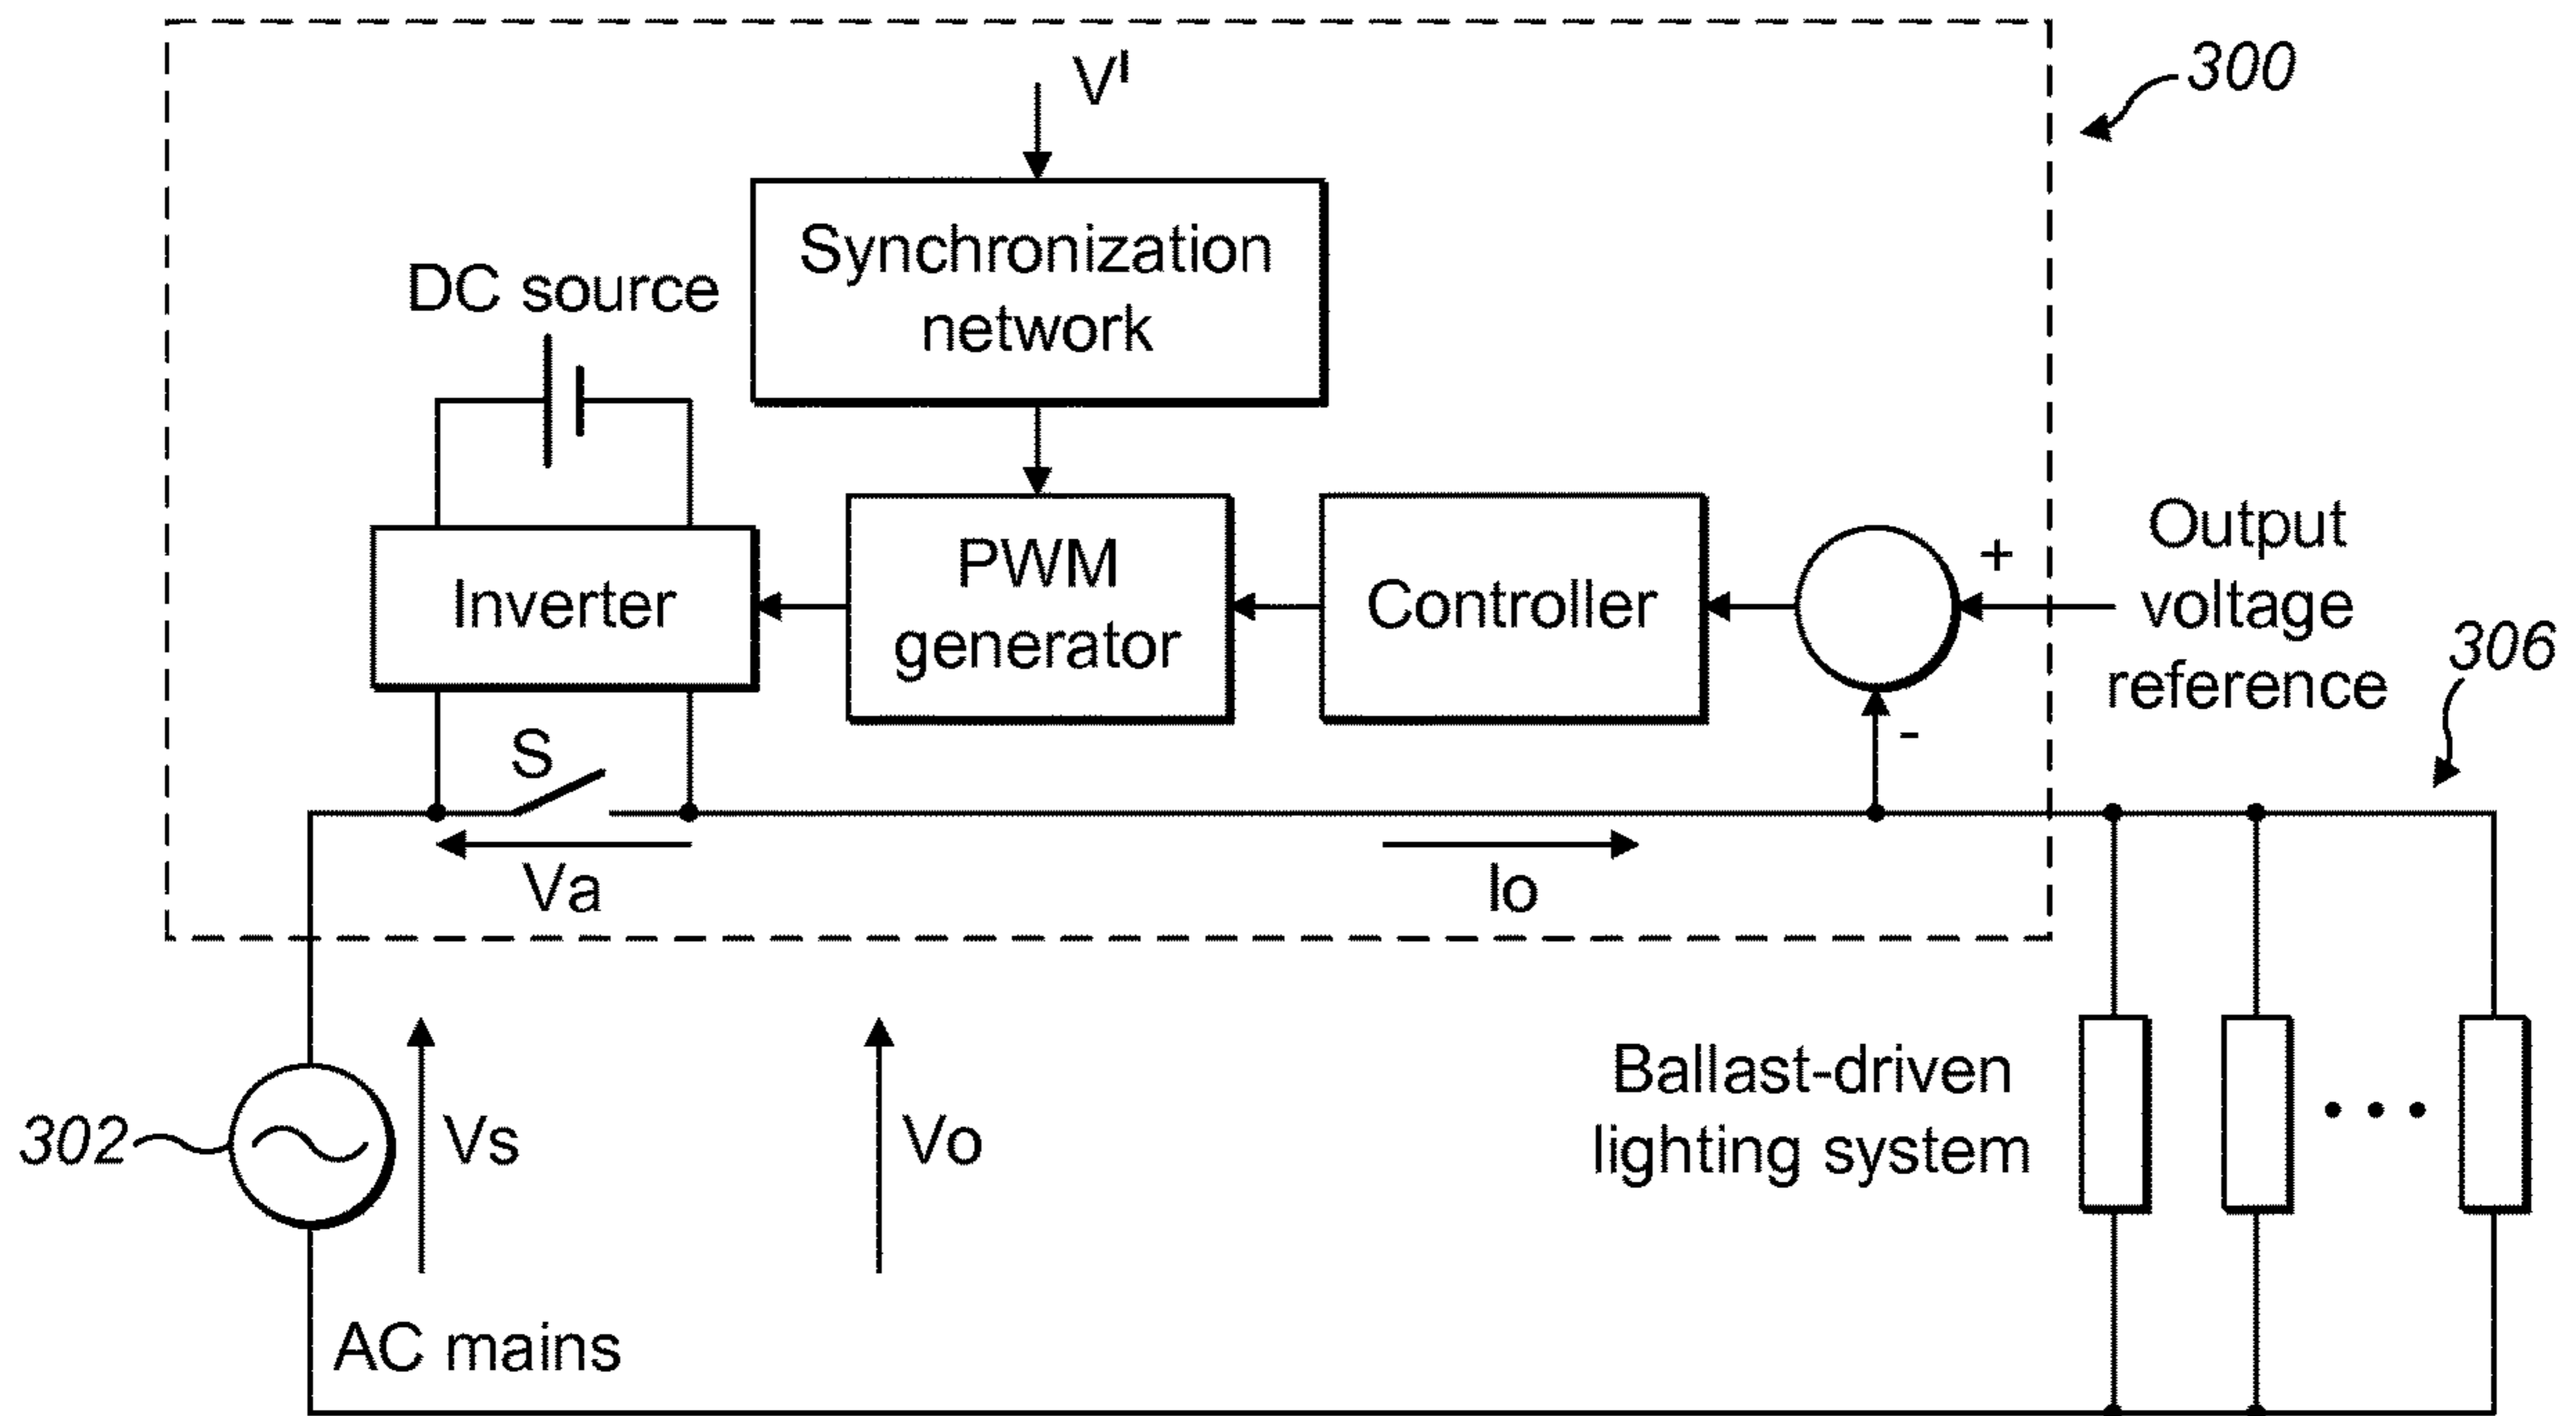 V'
300
Synchronization
network
DC source
PWM
generator
Inverter
Controller
+
Output
voltage
reference
-
306
S
Va
Io
302
Vs
Vo
Ballast-driven
lighting system
AC mains